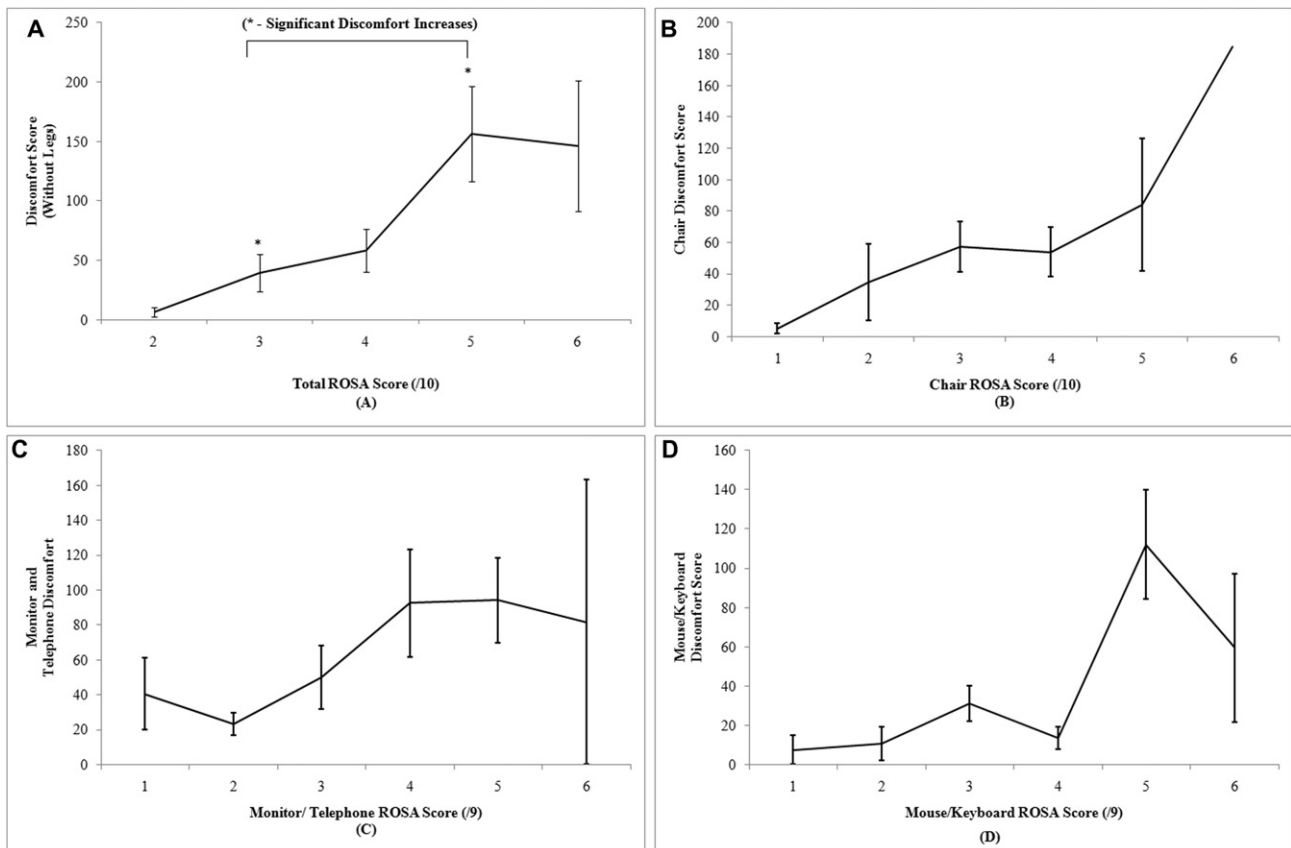 A
(* - Significant Discomfort Increases)
250
200
150
100
50
0
*
*
Discomfort Score
(Without Legs)
2 3 4 5 6
Total ROSA Score (/10)
(A)
B
200
180
160
140
120
100
80
60
40
20
0
Chair Discomfort Score
1 2 3 4 5 6
Chair ROSA Score (/10)
(B)
C
180
160
140
120
100
80
60
40
20
0
Monitor and
Telephone Discomfort
1 2 3 4 5 6
Monitor/ Telephone ROSA Score (/9)
(C)
D
160
140
120
100
80
60
40
20
0
Mouse/Keyboard
Discomfort Score
1 2 3 4 5 6
Mouse/Keyboard ROSA Score (/9)
(D)